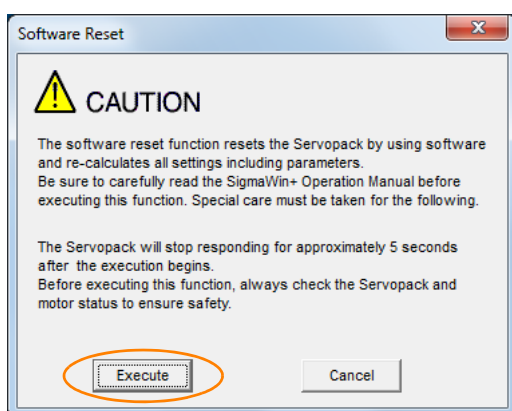 Software Reset
CAUTION
The software reset function resets the Servopack by using software
and re-calculates all settings including parameters.
Be sure to carefully read the SigmaWin+ Operation Manual before
executing this function. Special care must be taken for the following.
The Servopack will stop responding for approximately 5 seconds
after the execution begins.
Before executing this function, always check the Servopack and
motor status to ensure safety.
Execute
Cancel